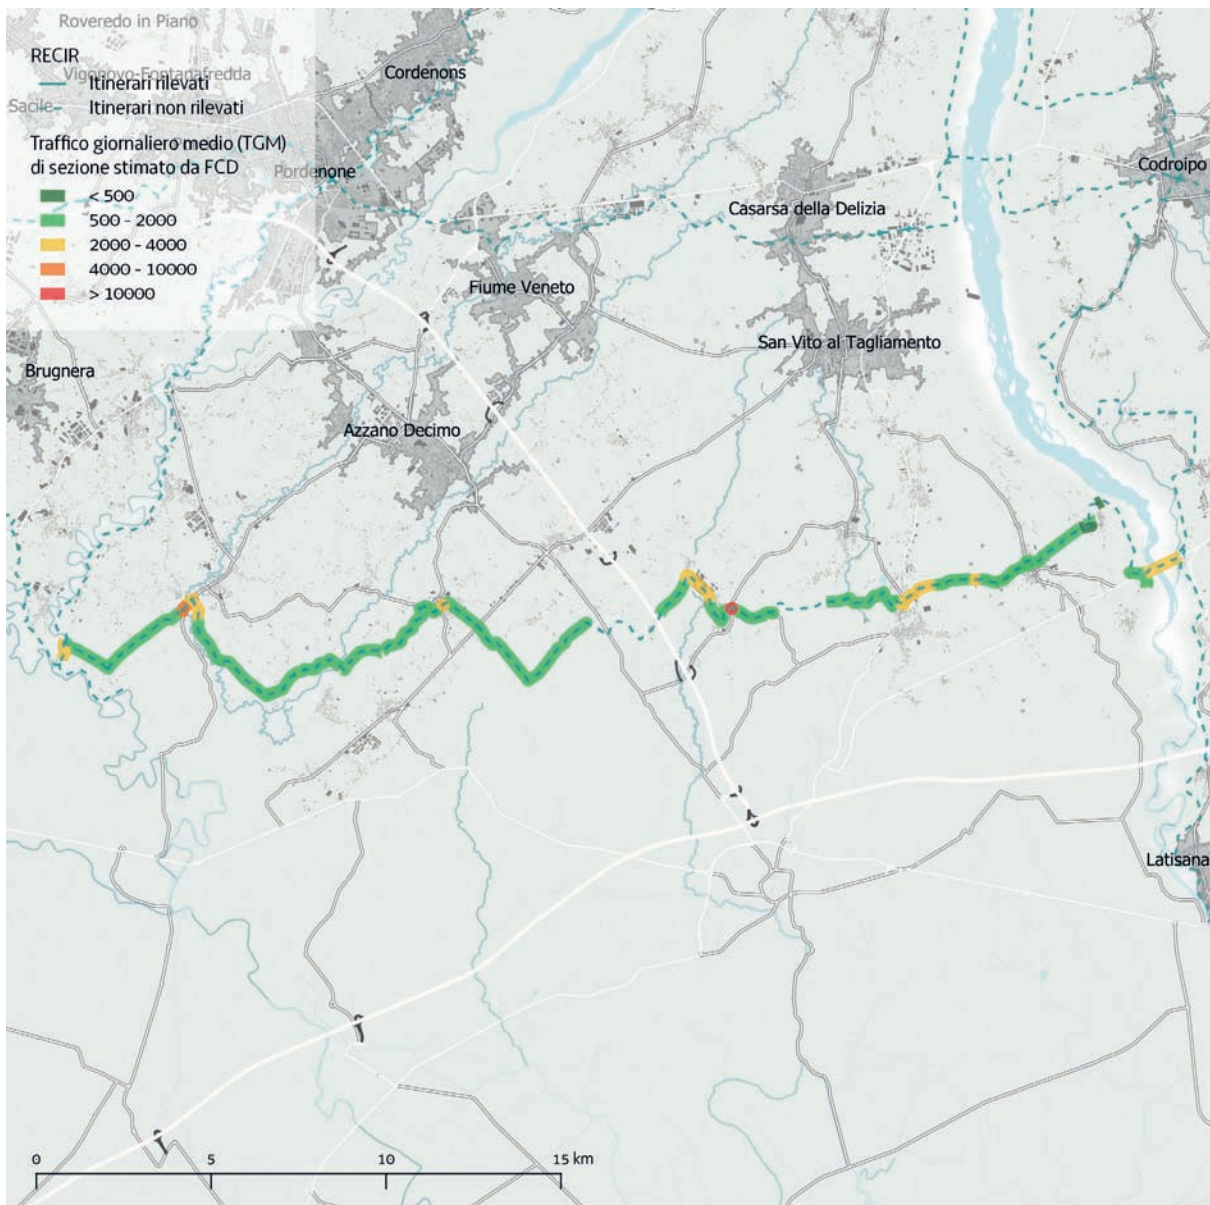 Roveredo in Piano
RECIR
Vigonovo-Fontanafredda
Itinerari rilevati
Sacile
Itinerari non rilevati
Traffico giornaliero medio (TGM)
di sezione stimato da FCD
< 500
500 - 2000
2000 - 4000
4000 - 10000
> 10000
Cordenons
Pordenone
Codroipo
Casarsa della Delizia
Fiume Veneto
San Vito al Tagliamento
Brugnera
Azzano Decimo
Latisana
0 5 10 15 km